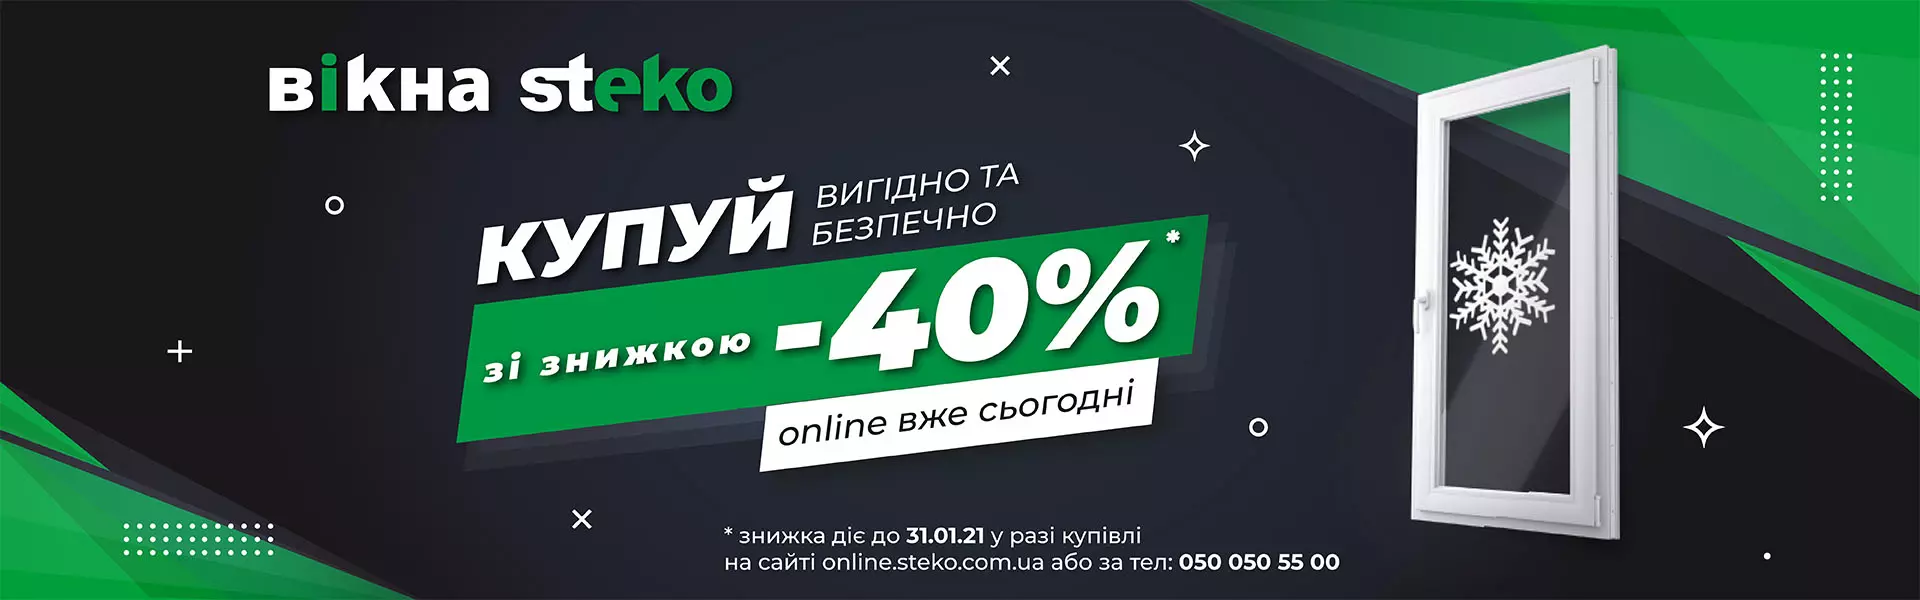 вікна steko
КУПУЙ
ВИГІДНО ТА
БЕЗПЕЧНО
зі знижкою -40%*
online вже сьогодні
* знижка діє до 31.01.21 у разі купівлі
на сайті online.steko.com.ua або за тел: 050 050 55 00